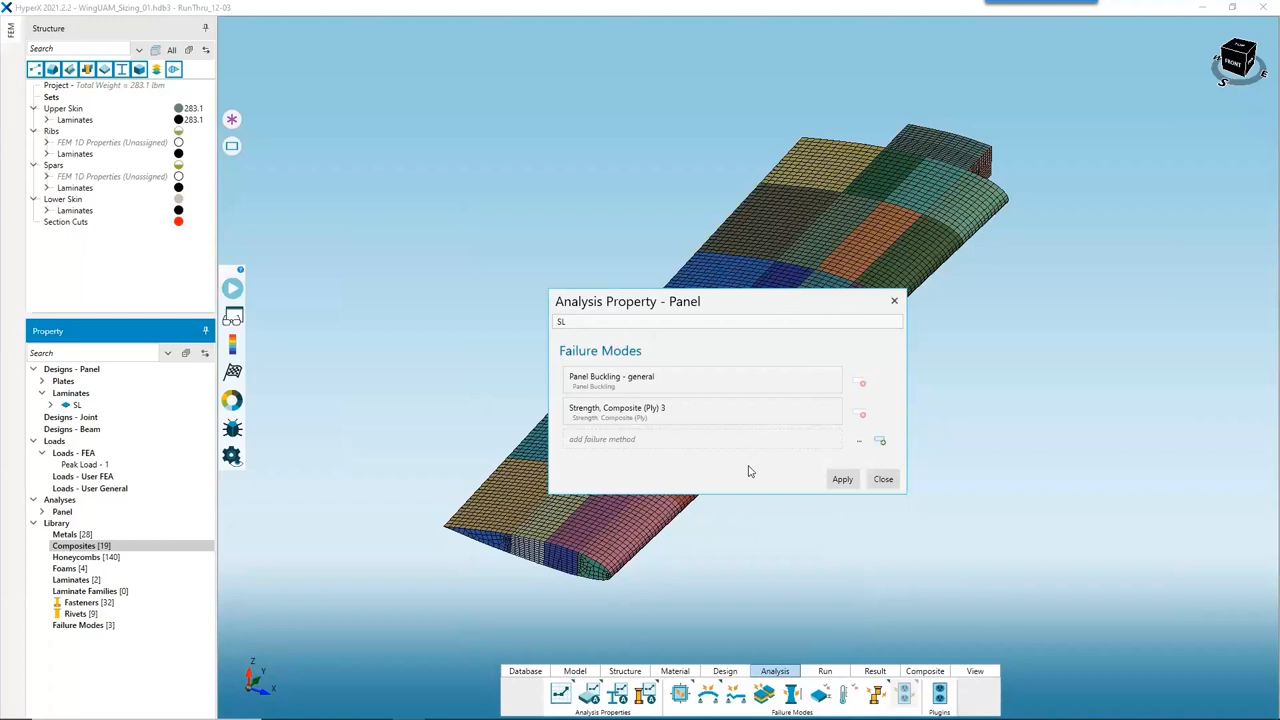 HyperX 2021.2.2 - WingUAM_Sizing_01.hdb3 - RunThru_12-03
FEM
Structure
Search
All
Project - Total Weight = 283.1 lbm
Sets
Upper Skin 283.1
Laminates 283.1
Ribs
FEM 1D Properties (Unassigned)
Laminates
Spars
FEM 1D Properties (Unassigned)
Laminates
Lower Skin
Laminates
Section Cuts
Property
Search
Designs - Panel
Plates
Laminates
SL
Designs - Joint
Designs - Beam
Loads
Loads - FEA
Peak Load - 1
Loads - User FEA
Loads - User General
Analyses
Panel
Library
Metals [28]
Composites [19]
Honeycombs [140]
Foams [4]
Laminates [2]
Laminate Families [0]
Fasteners [32]
Rivets [9]
Failure Modes [3]
FRONT
S
E
Analysis Property - Panel
SL
Failure Modes
Panel Buckling - general
Panel Buckling
Strength, Composite (Ply) 3
Strength, Composite (Ply)
add failure method
...
Apply Close
Z
Y
X
Database Model Structure Material Design Analysis Run Result Composite View
Analysis Properties Failure Modes Plugins